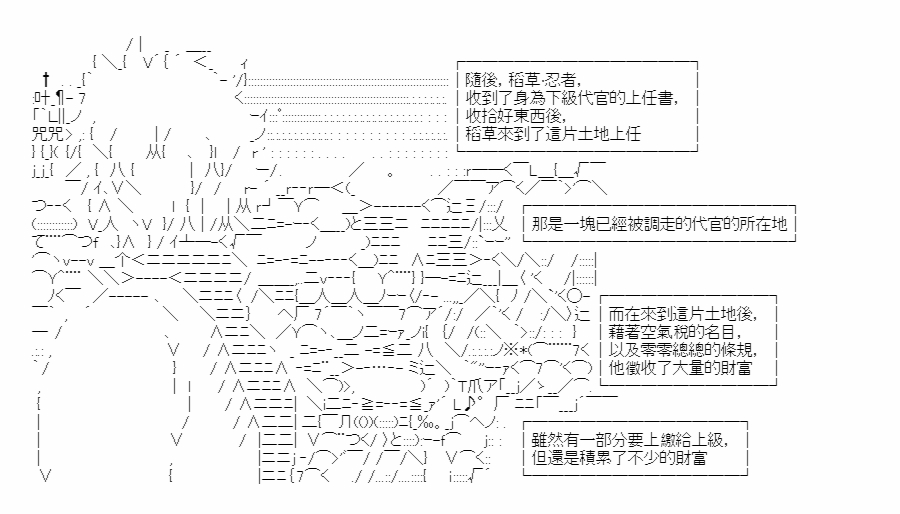 隨後，稻草.忍者，
收到了身為下級代官的上任書，
收拾好東西後，
稻草來到了這片土地上任
那是一塊已經被調走的代官的所在地
而在來到這片土地後，
藉著空氣稅的名目，
以及零零總總的條規，
他徵收了大量的財富
雖然有一部分要上繳給上級，
但還是積累了不少的財富